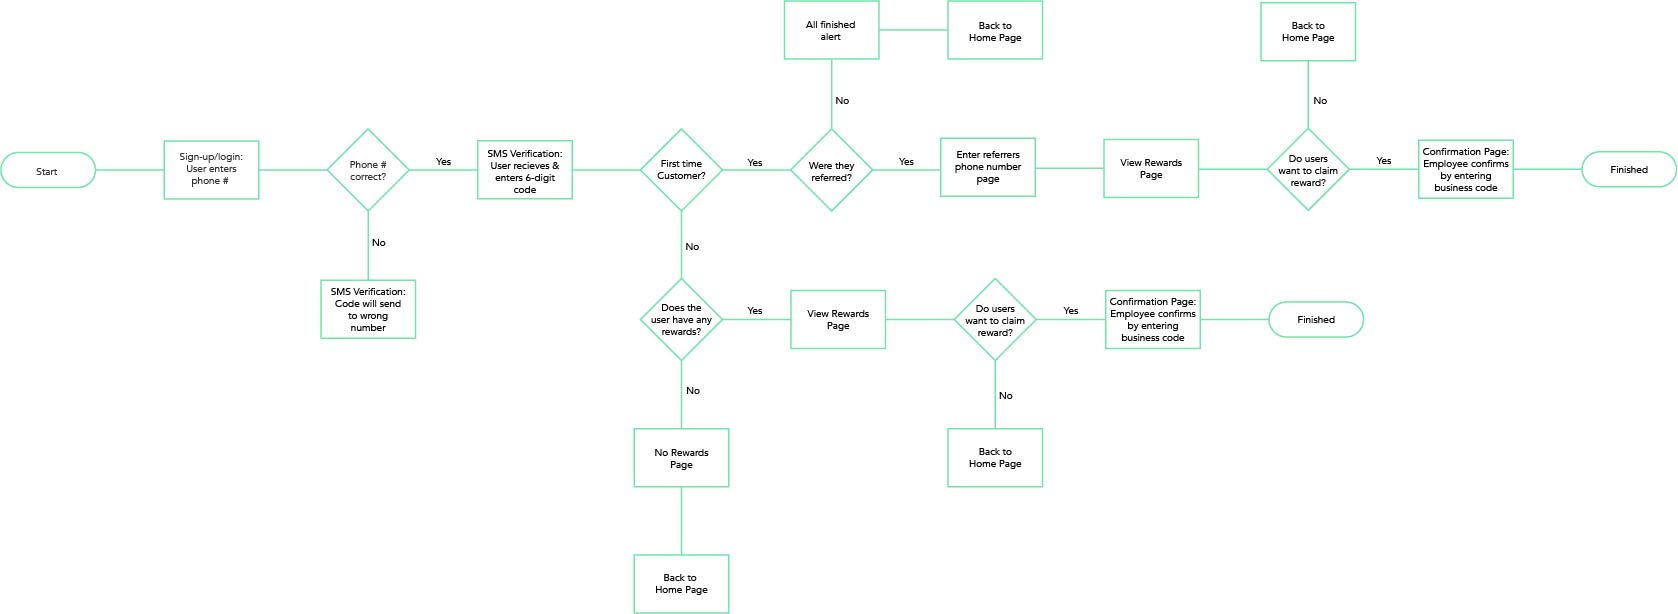 All finished
alert
Back to
Home Page
Back to
Home Page
No
No
Start
Sign-up/login:
User enters
phone #
Phone #
correct?
Yes
SMS Verification:
User recieves &
enters 6-digit
code
First time
Customer?
Yes
Were they
referred?
Yes
Enter referrers
phone number
page
View Rewards
Page
Do users
want to claim
reward?
Yes
Confirmation Page:
Employee confirms
by entering
business code
Finished
No
No
SMS Verification:
Code will send
to wrong
number
Does the
user have any
rewards?
Yes
View Rewards
Page
Do users
want to claim
reward?
Yes
Confirmation Page:
Employee confirms
by entering
business code
Finished
No
No
No Rewards
Page
Back to
Home Page
Back to
Home Page